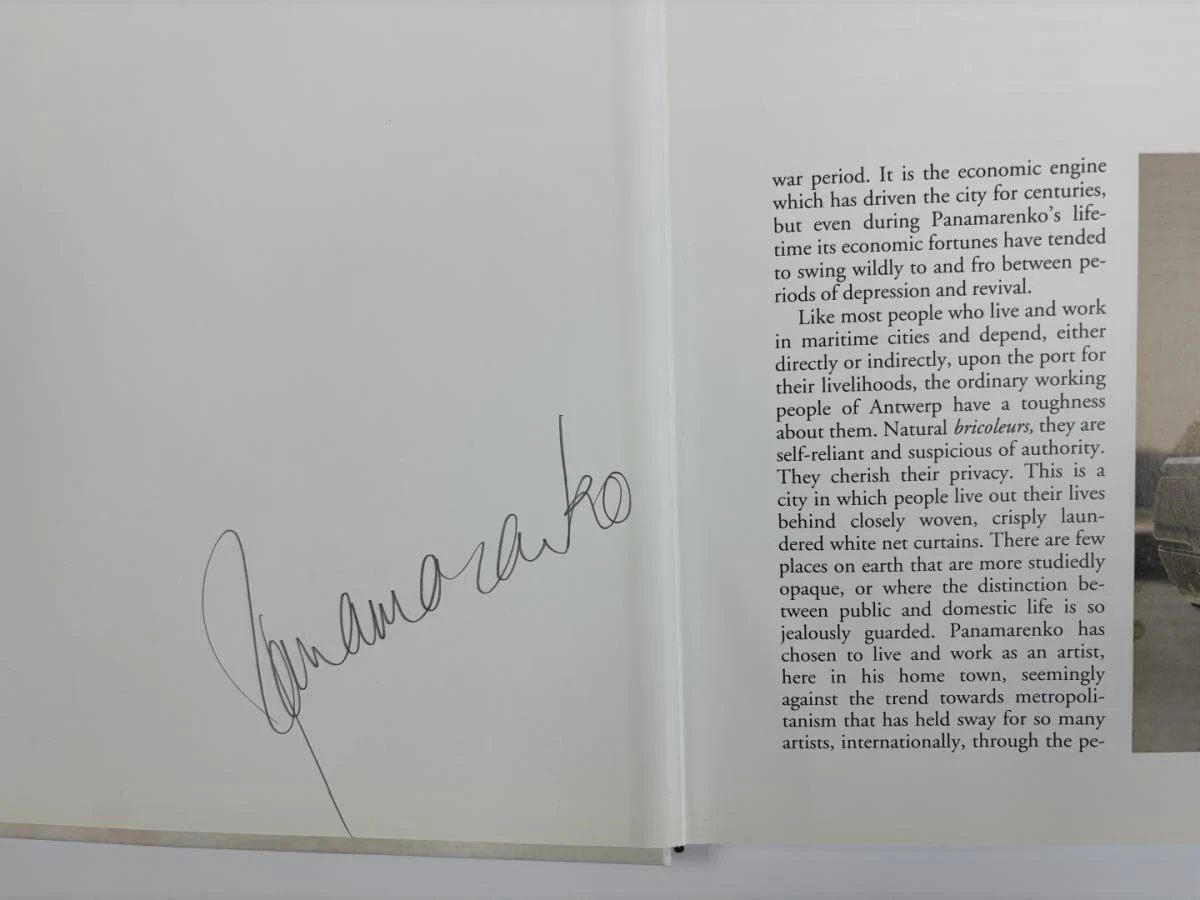 Panamarenko
war period. It is the economic engine
which has driven the city for centuries,
but even during Panamarenko's life-
time its economic fortunes have tended
to swing wildly to and fro between pe-
riods of depression and revival.
Like most people who live and work
in maritime cities and depend, either
directly or indirectly, upon the port for
their livelihoods, the ordinary working
people of Antwerp have a toughness
about them. Natural bricoleurs, they are
self-reliant and suspicious of authority.
They cherish their privacy. This is a
city in which people live out their lives
behind closely woven, crisply laun-
dered white net curtains. There are few
places on earth that are more studiedly
opaque, or where the distinction be-
tween public and domestic life is so
jealously guarded. Panamarenko has
chosen to live and work as an artist,
here in his home town, seemingly
against the trend towards metropoli-
tanism that has held sway for so many
artists, internationally, through the pe-